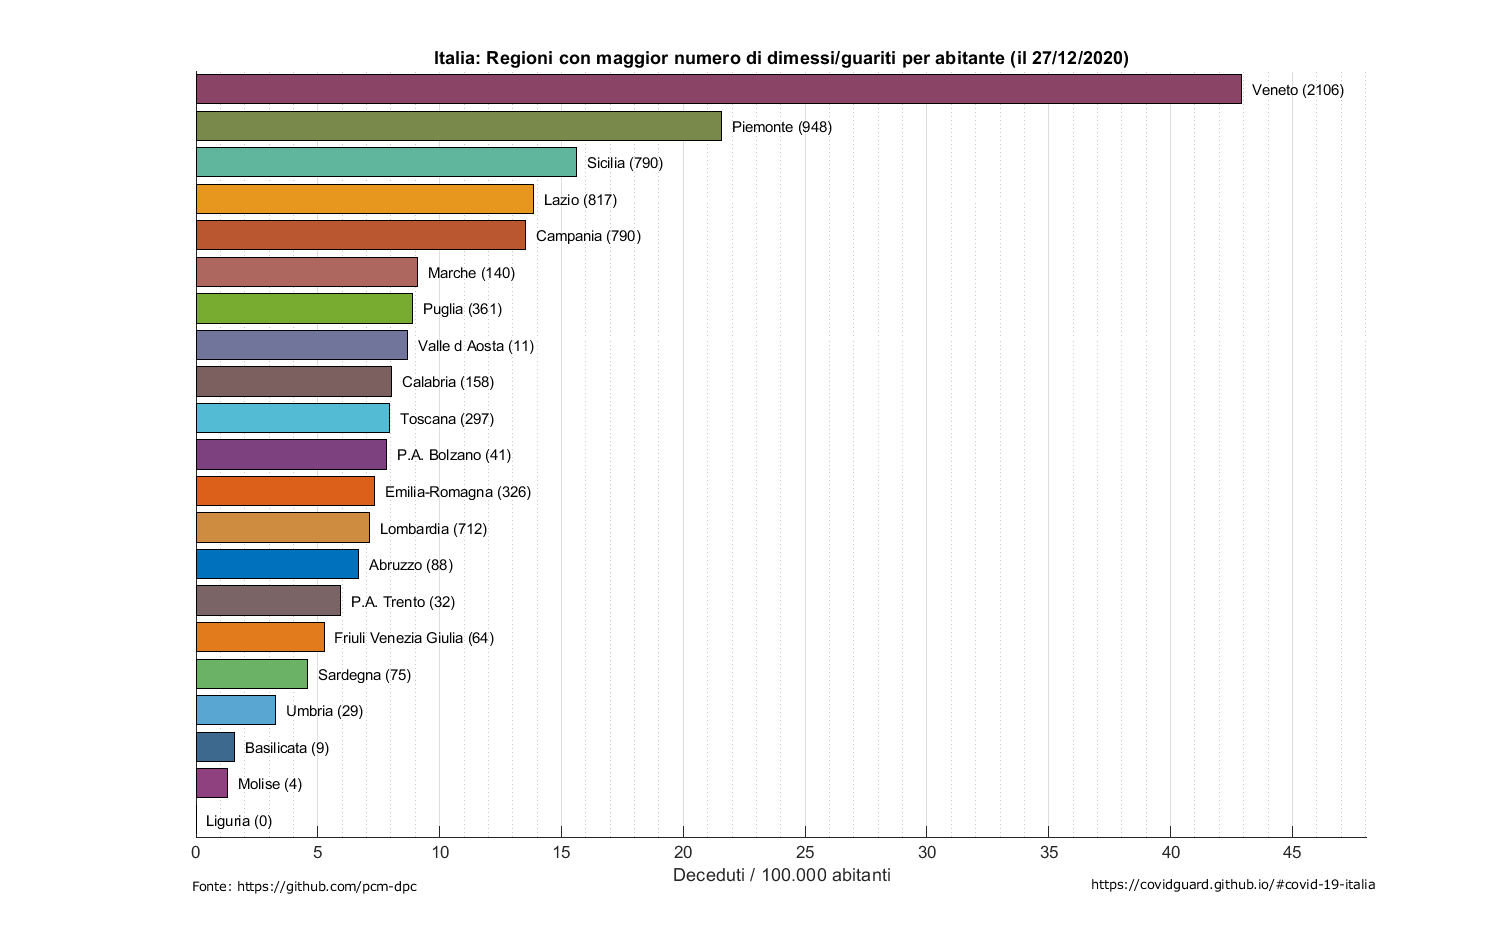 Italia: Regioni con maggior numero di dimessi/guariti per abitante (il 27/12/2020)
Veneto (2106)
Piemonte (948)
Sicilia (790)
Lazio (817)
Campania (790)
Marche (140)
Puglia (361)
Valle d Aosta (11)
Calabria (158)
Toscana (297)
P.A. Bolzano (41)
Emilia-Romagna (326)
Lombardia (712)
Abruzzo (88)
P.A. Trento (32)
Friuli Venezia Giulia (64)
Sardegna (75)
Umbria (29)
Basilicata (9)
Molise (4)
Liguria (0)
0 5 10 15 20 25 30 35 40 45
Deceduti / 100.000 abitanti
Fonte: https://github.com/pcm-dpc
https://covidguard.github.io/#covid-19-italia